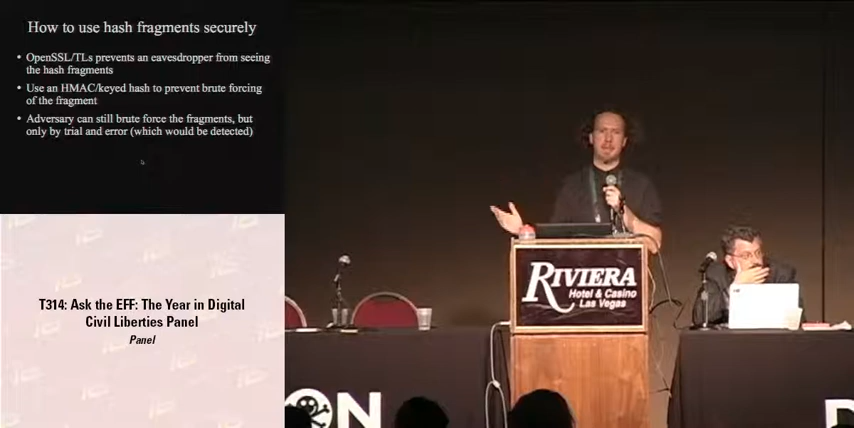 How to use hash fragments securely
• OpenSSL/TLs prevents an eavesdropper from seeing
the hash fragments
• Use an HMAC/keyed hash to prevent brute forcing
of the fragment
• Adversary can still brute force the fragments, but
only by trial and error (which would be detected)
T314: Ask the EFF: The Year in Digital
Civil Liberties Panel
Panel
RIVIERA
Hotel & Casino
Las Vegas
ON
D